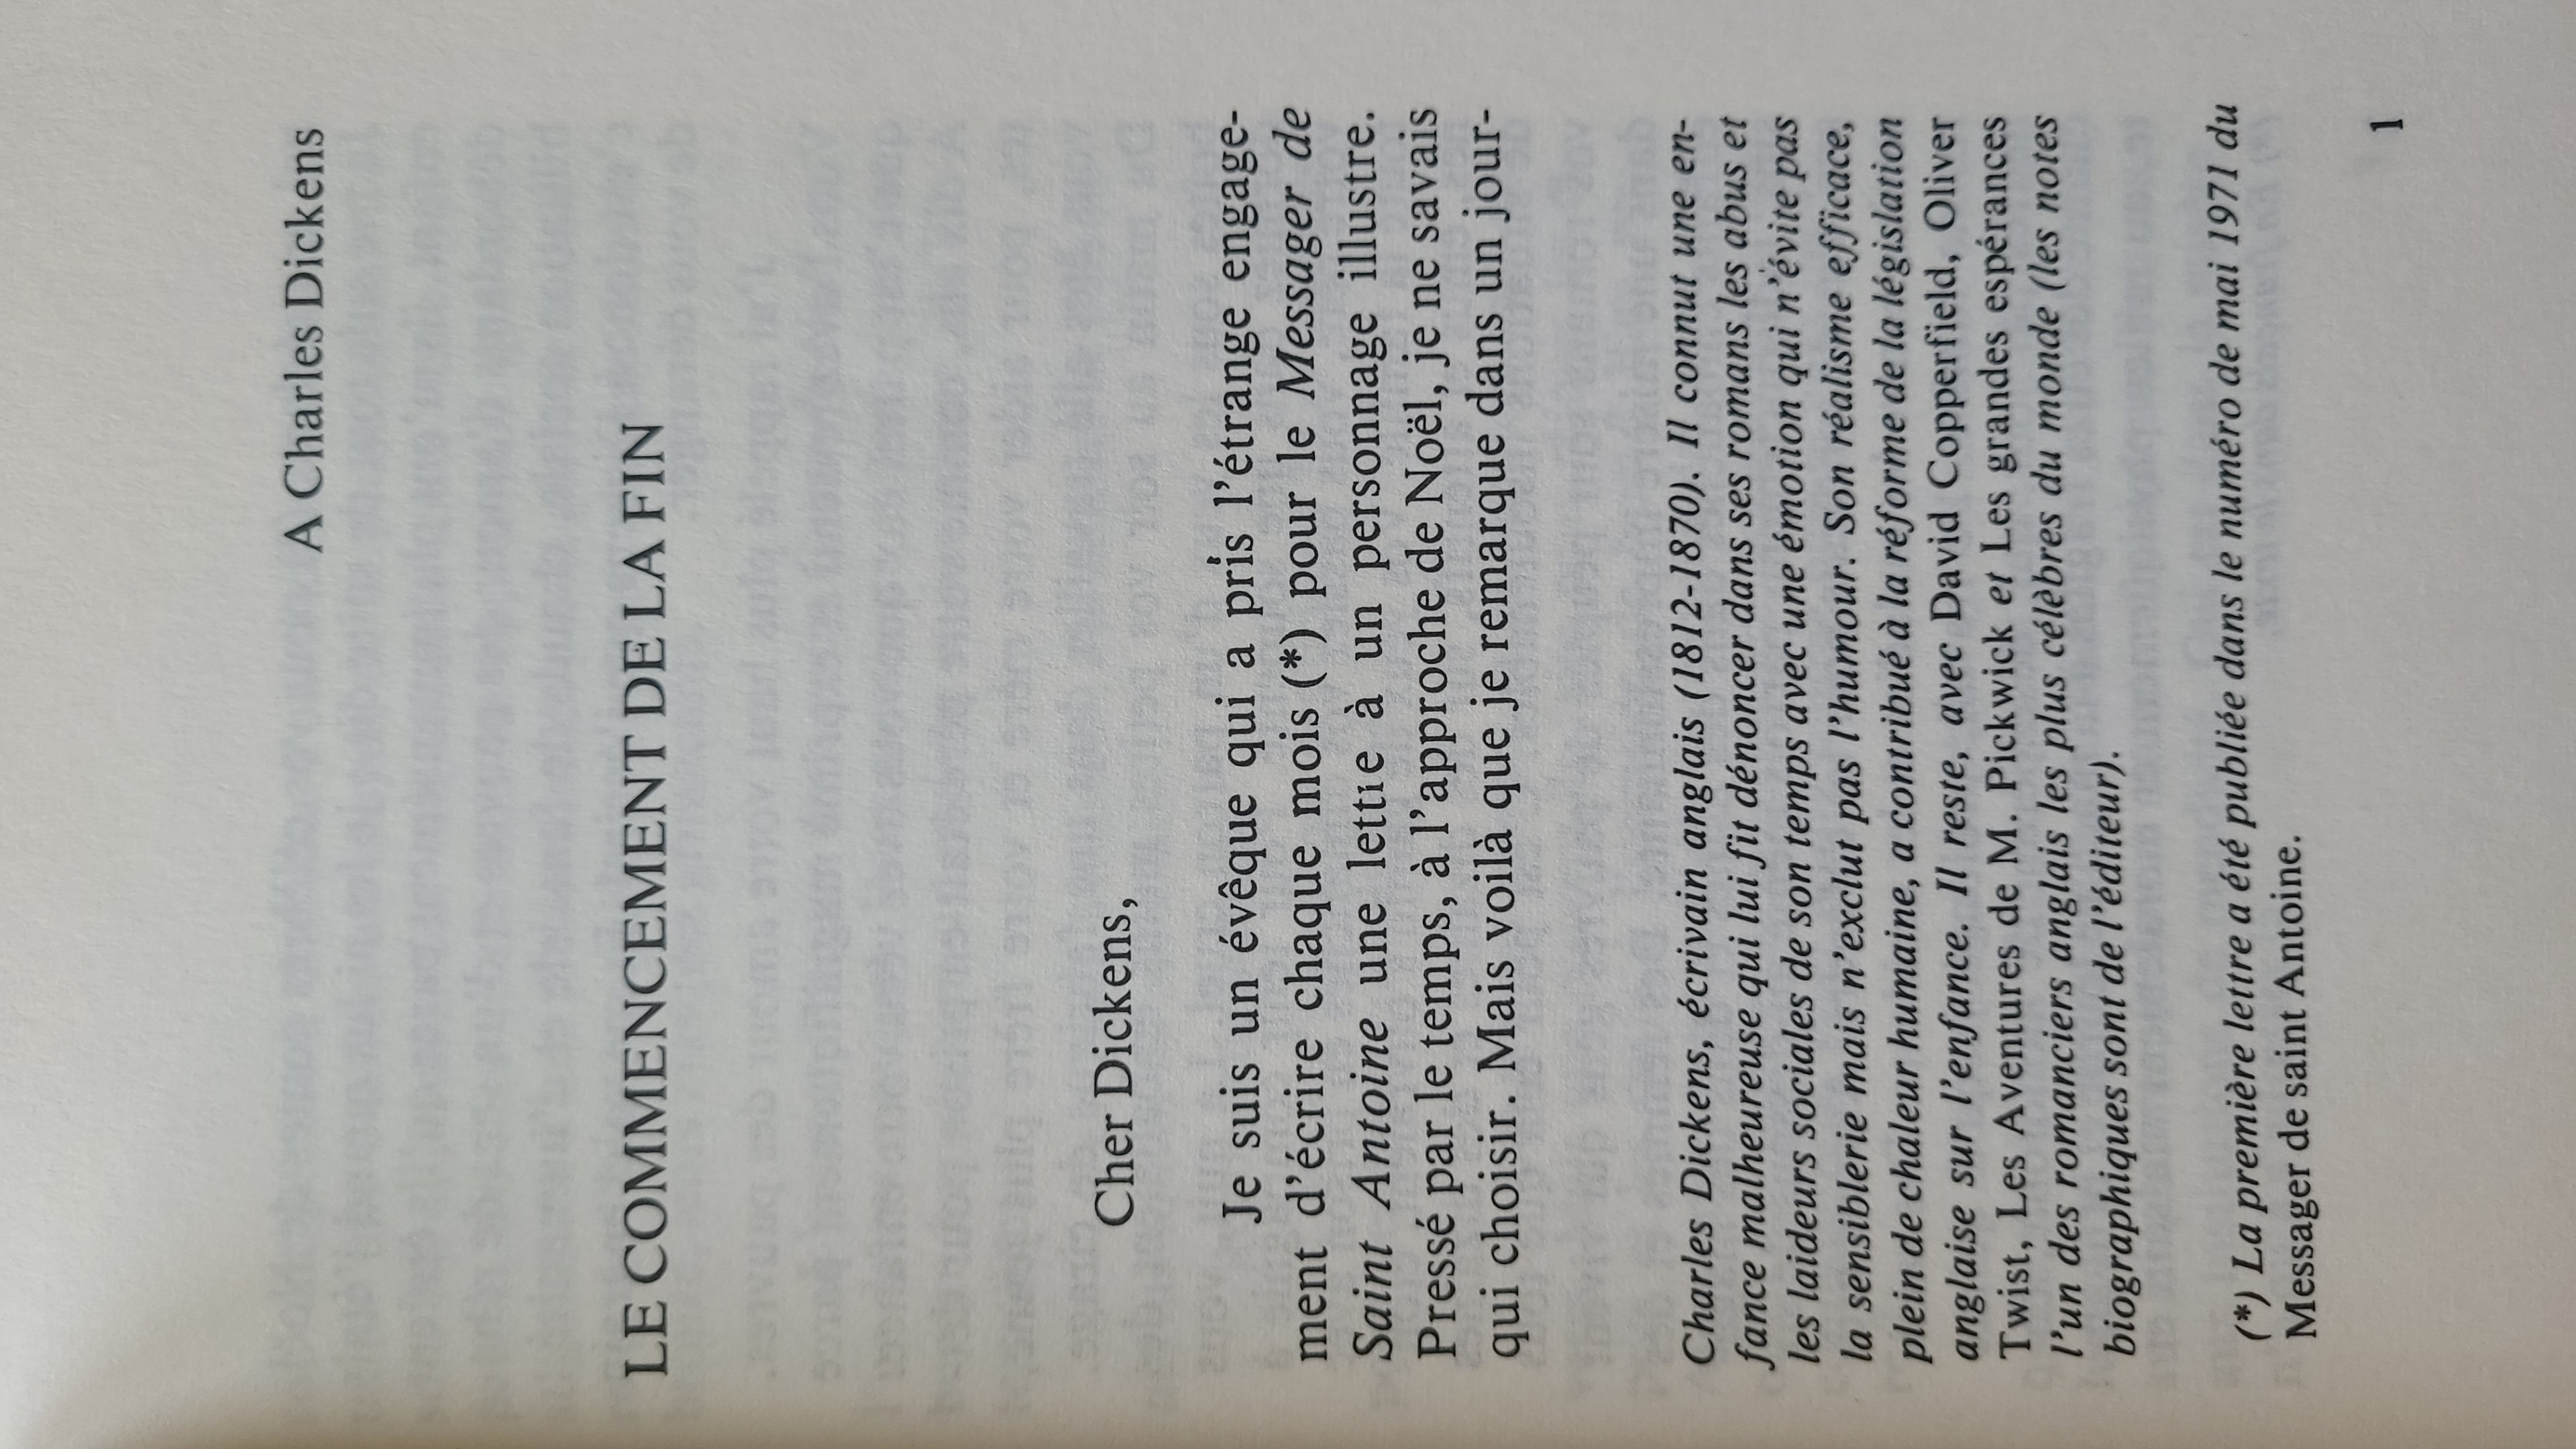 A Charles Dickens
LE COMMENCEMENT DE LA FIN
Cher Dickens,
Je suis un évêque qui a pris l'étrange engage-
ment d'écrire chaque mois (*) pour le Messager de
Saint Antoine une lettre à un personnage illustre.
Pressé par le temps, à l'approche de Noël, je ne savais
qui choisir. Mais voilà que je remarque dans un jour-
Charles Dickens, écrivain anglais (1812-1870). Il connut une en-
fance malheureuse qui lui fit dénoncer dans ses romans les abus et
les laideurs sociales de son temps avec une émotion qui n'évite pas
la sensiblerie mais n'exclut pas l'humour. Son réalisme efficace,
plein de chaleur humaine, a contribué à la réforme de la législation
anglaise sur l'enfance. Il reste, avec David Copperfield, Oliver
Twist, Les Aventures de M. Pickwick et Les grandes espérances
l'un des romanciers anglais les plus célèbres du monde (les notes
biographiques sont de l'éditeur).
(*) La première lettre a été publiée dans le numéro de mai 1971 du
Messager de saint Antoine.
1